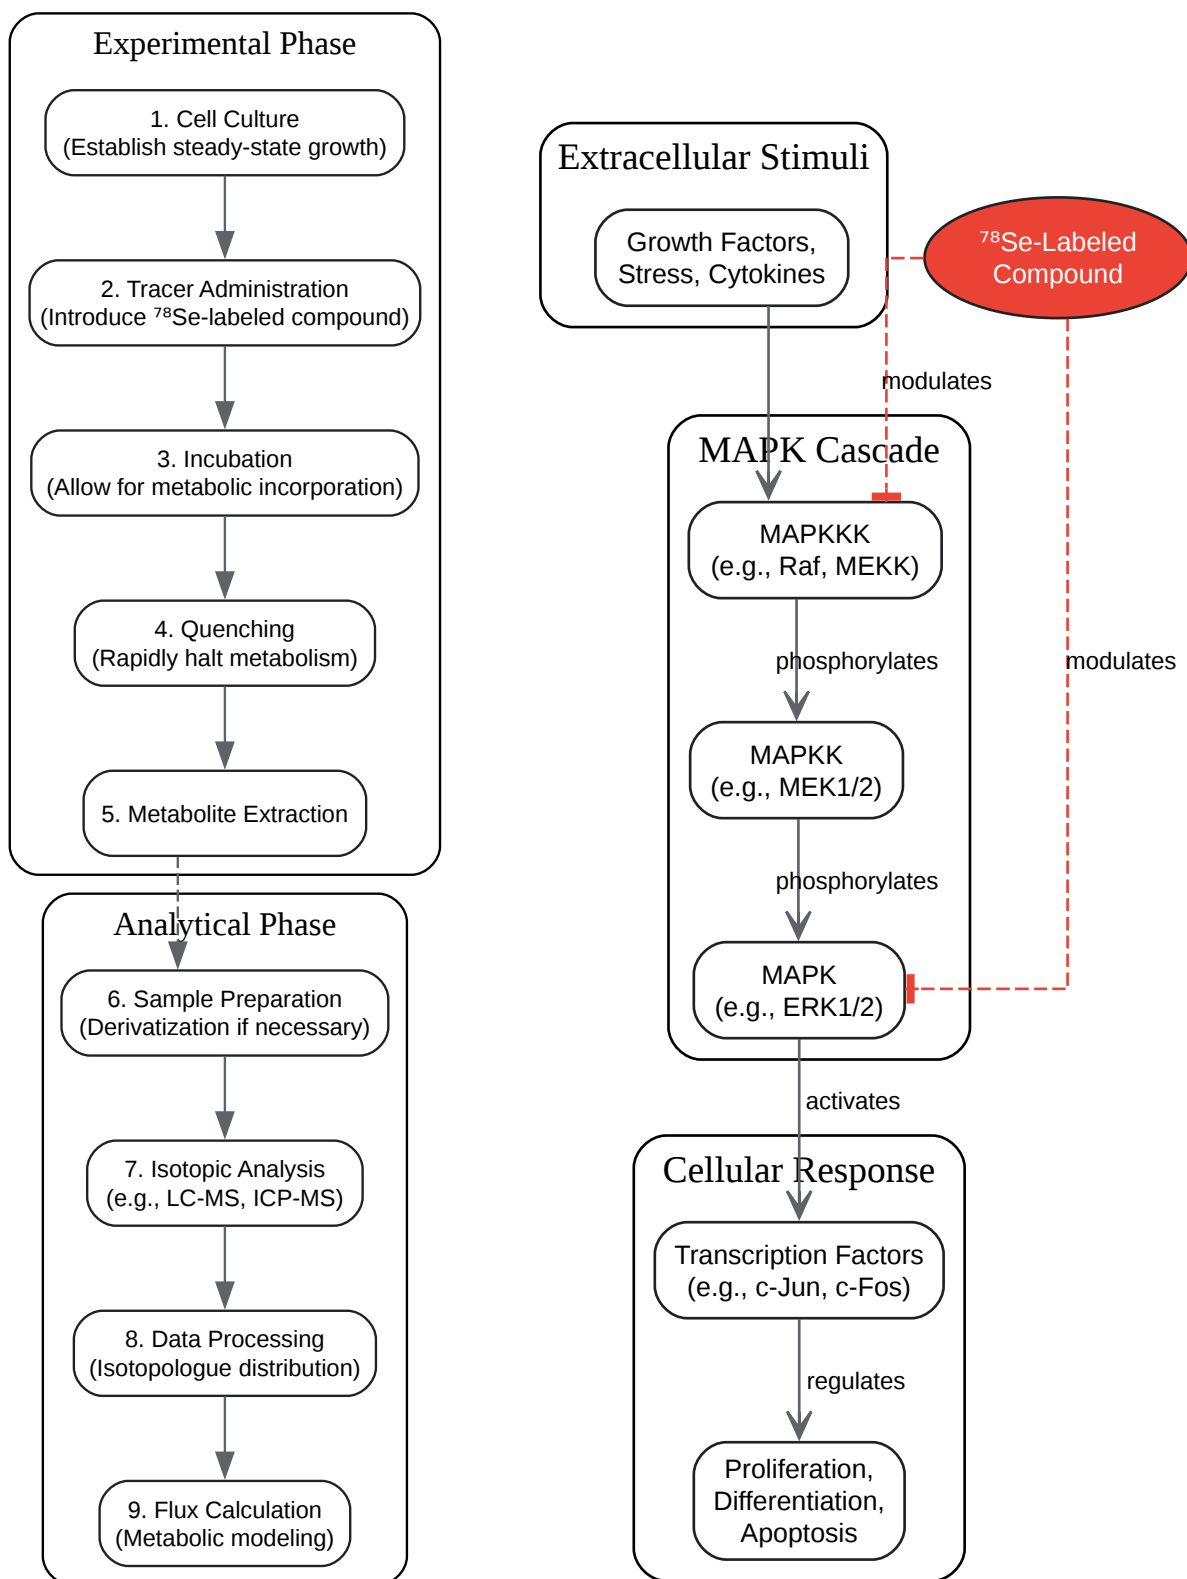 Experimental Phase
1. Cell Culture
(Establish steady-state growth)
2. Tracer Administration
(Introduce ⁷⁸Se-labeled compound)
3. Incubation
(Allow for metabolic incorporation)
4. Quenching
(Rapidly halt metabolism)
5. Metabolite Extraction
Analytical Phase
6. Sample Preparation
(Derivatization if necessary)
7. Isotopic Analysis
(e.g., LC-MS, ICP-MS)
8. Data Processing
(Isotopologue distribution)
9. Flux Calculation
(Metabolic modeling)
Extracellular Stimuli
Growth Factors,
Stress, Cytokines
⁷⁸Se-Labeled
Compound
modulates
MAPK Cascade
MAPKKK
(e.g., Raf, MEKK)
phosphorylates
modulates
MAPKK
(e.g., MEK1/2)
phosphorylates
MAPK
(e.g., ERK1/2)
activates
Cellular Response
Transcription Factors
(e.g., c-Jun, c-Fos)
regulates
Proliferation,
Differentiation,
Apoptosis